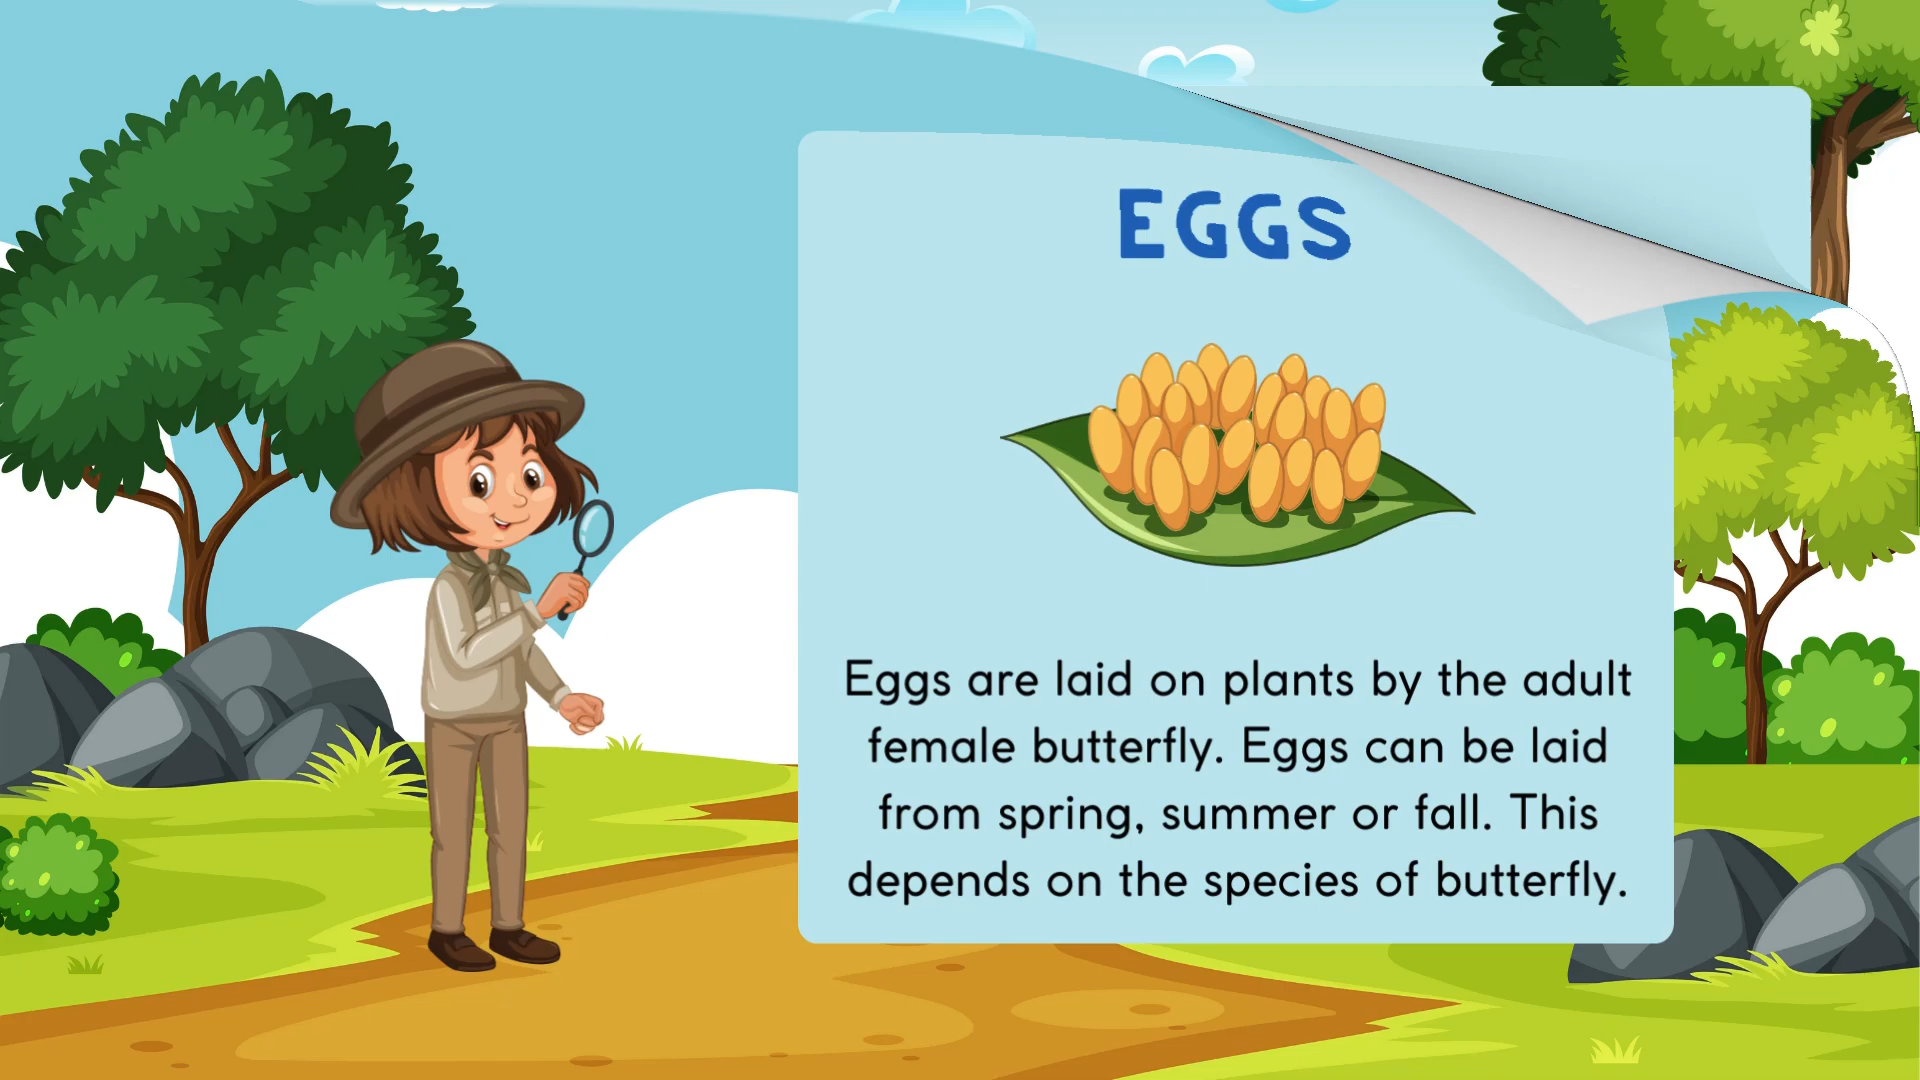 EGGS
Eggs are laid on plants by the adult
female butterfly. Eggs can be laid
from spring, summer or fall. This
depends on the species of butterfly.